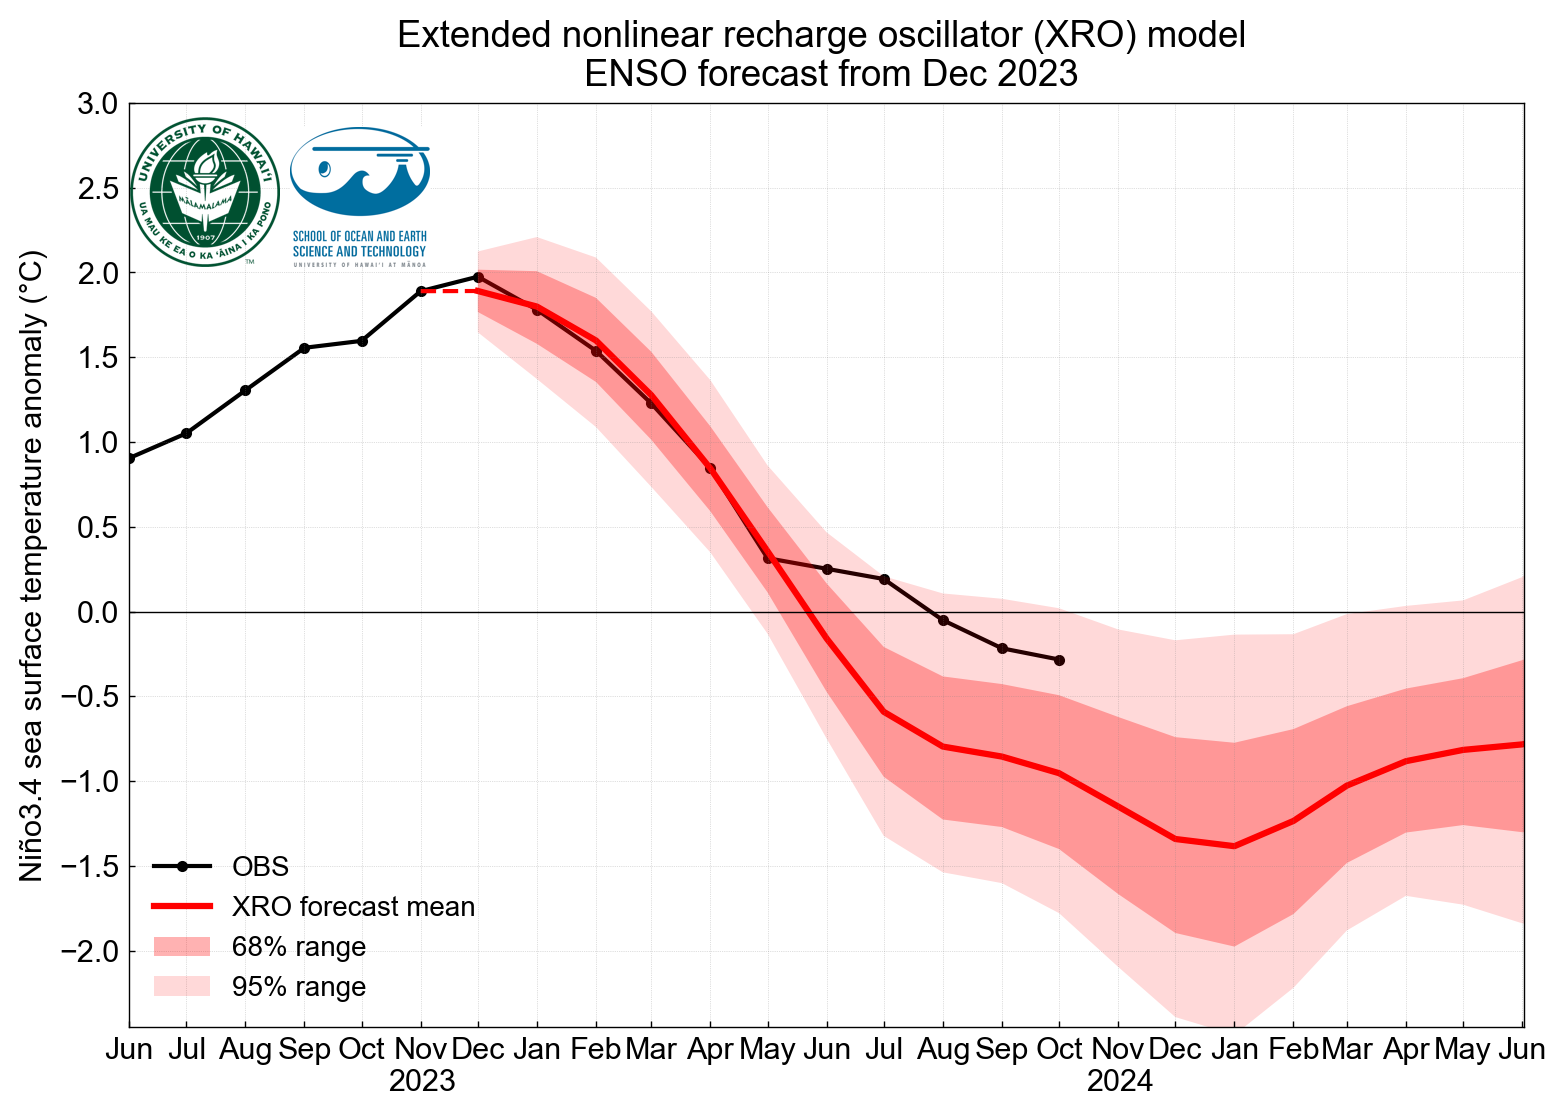 Extended nonlinear recharge oscillator (XRO) model
ENSO forecast from Dec 2023
UNIVERSITY OF HAWAI‘I
MĀLAMALAMA
1907
UA MAU KE EA O KA ʻĀINA I KA PONO
TM
SCHOOL OF OCEAN AND EARTH
SCIENCE AND TECHNOLOGY
UNIVERSITY OF HAWAI‘I AT MĀNOA
Niño3.4 sea surface temperature anomaly (°C)
3.0
2.5
2.0
1.5
1.0
0.5
0.0
−0.5
−1.0
−1.5
−2.0
OBS
XRO forecast mean
68% range
95% range
Jun Jul Aug Sep Oct Nov Dec Jan Feb Mar Apr May Jun Jul Aug Sep Oct Nov Dec Jan Feb Mar Apr May Jun
2023 2024